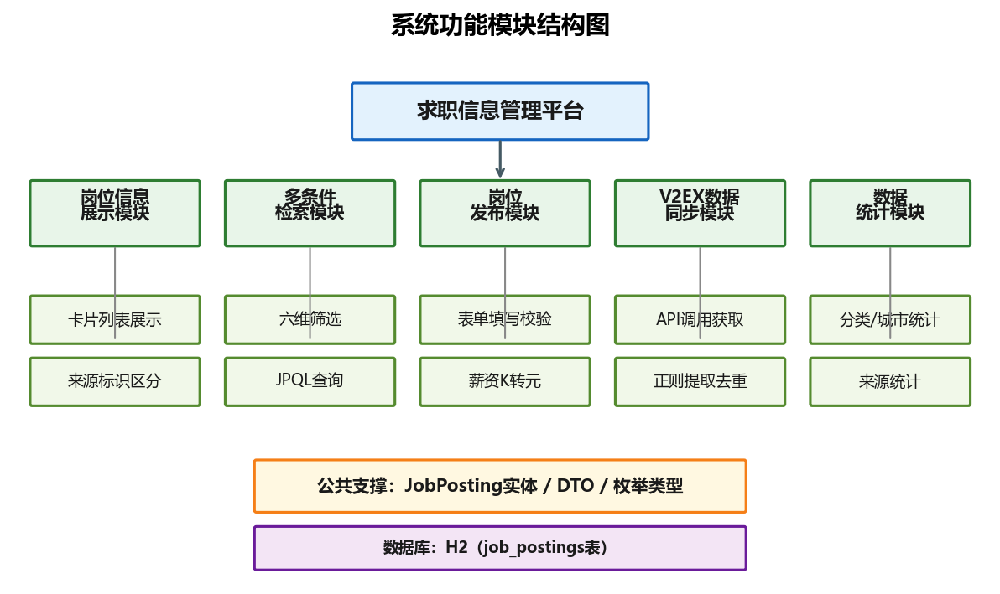 系统功能模块结构图
求职信息管理平台
岗位信息
展示模块
多条件
检索模块
岗位
发布模块
V2EX数据
同步模块
数据
统计模块
卡片列表展示
六维筛选
表单填写校验
API调用获取
分类/城市统计
来源标识区分
JPQL查询
薪资K转元
正则提取去重
来源统计
公共支撑：JobPosting实体 / DTO / 枚举类型
数据库：H2（job_postings表）